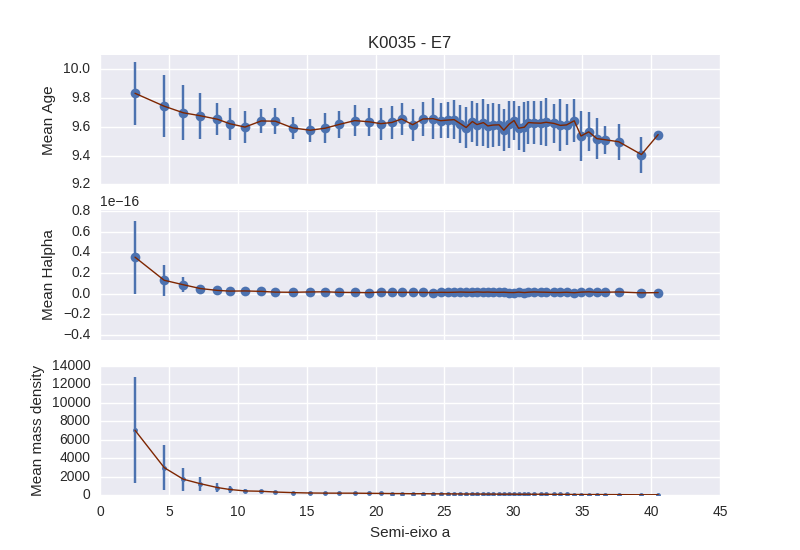 K0035 - E7
Mean Age
10.0
9.8
9.6
9.4
9.2
1e−16
Mean Halpha
0.8
0.6
0.4
0.2
0.0
−0.2
−0.4
Mean mass density
14000
12000
10000
8000
6000
4000
2000
0
0 5 10 15 20 25 30 35 40 45
Semi-eixo a